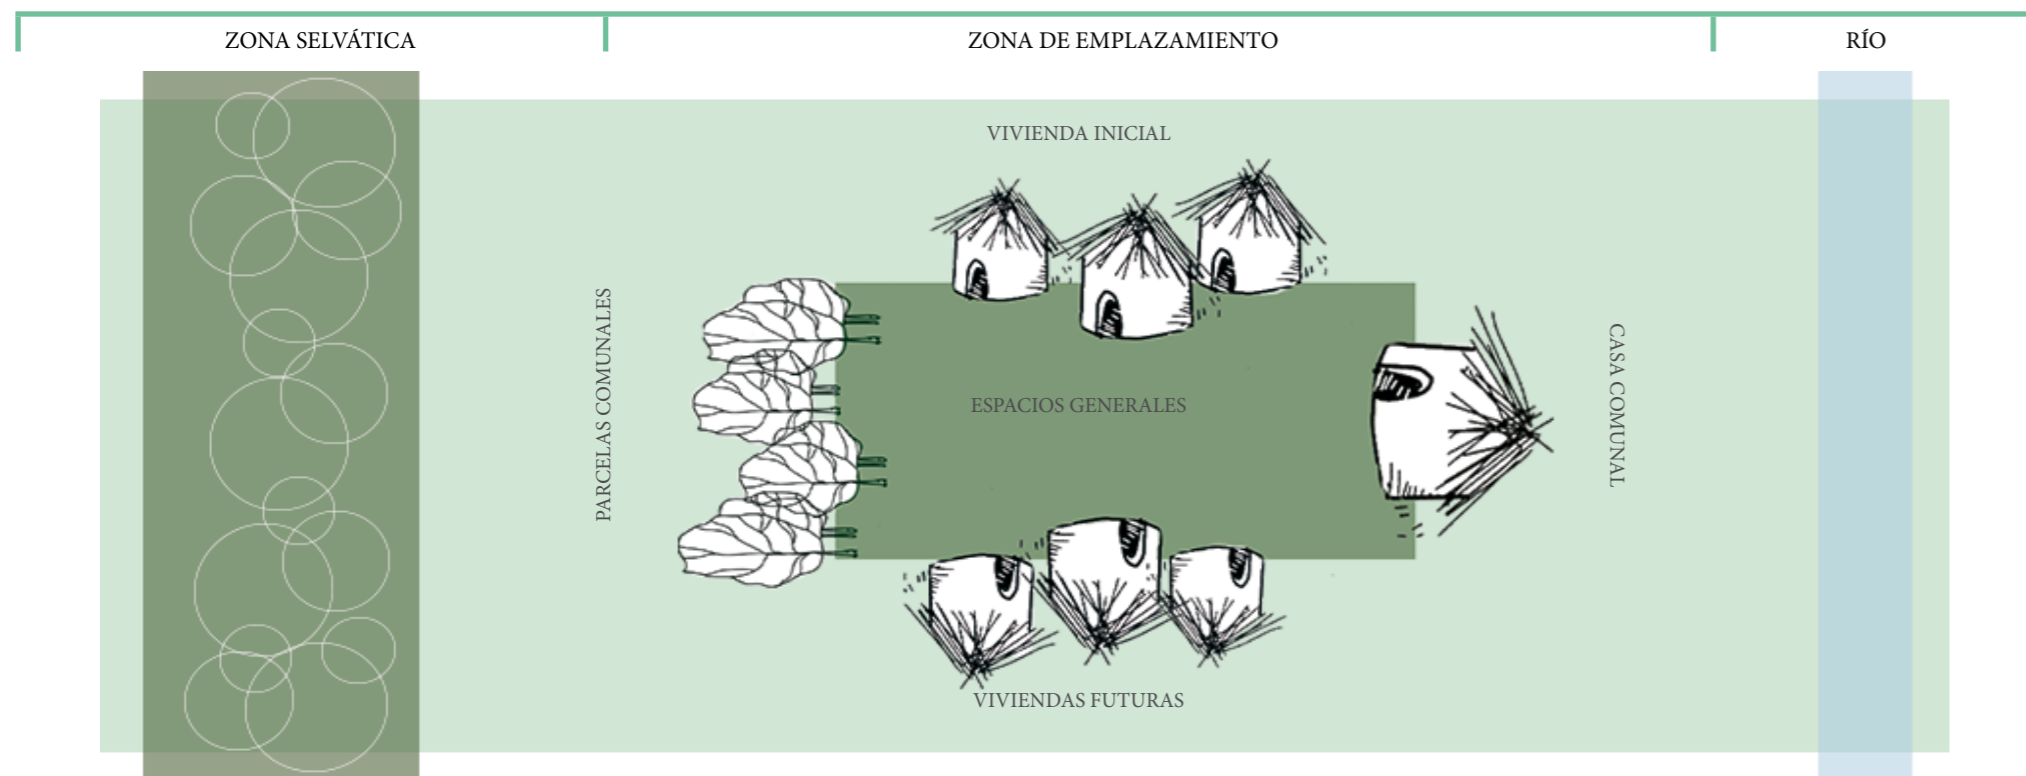 ZONA SELVÁTICA
ZONA DE EMPLAZAMIENTO
RÍO
VIVIENDA INICIAL
PARCELAS COMUNALES
ESPACIOS GENERALES
CASA COMUNAL
VIVIENDAS FUTURAS